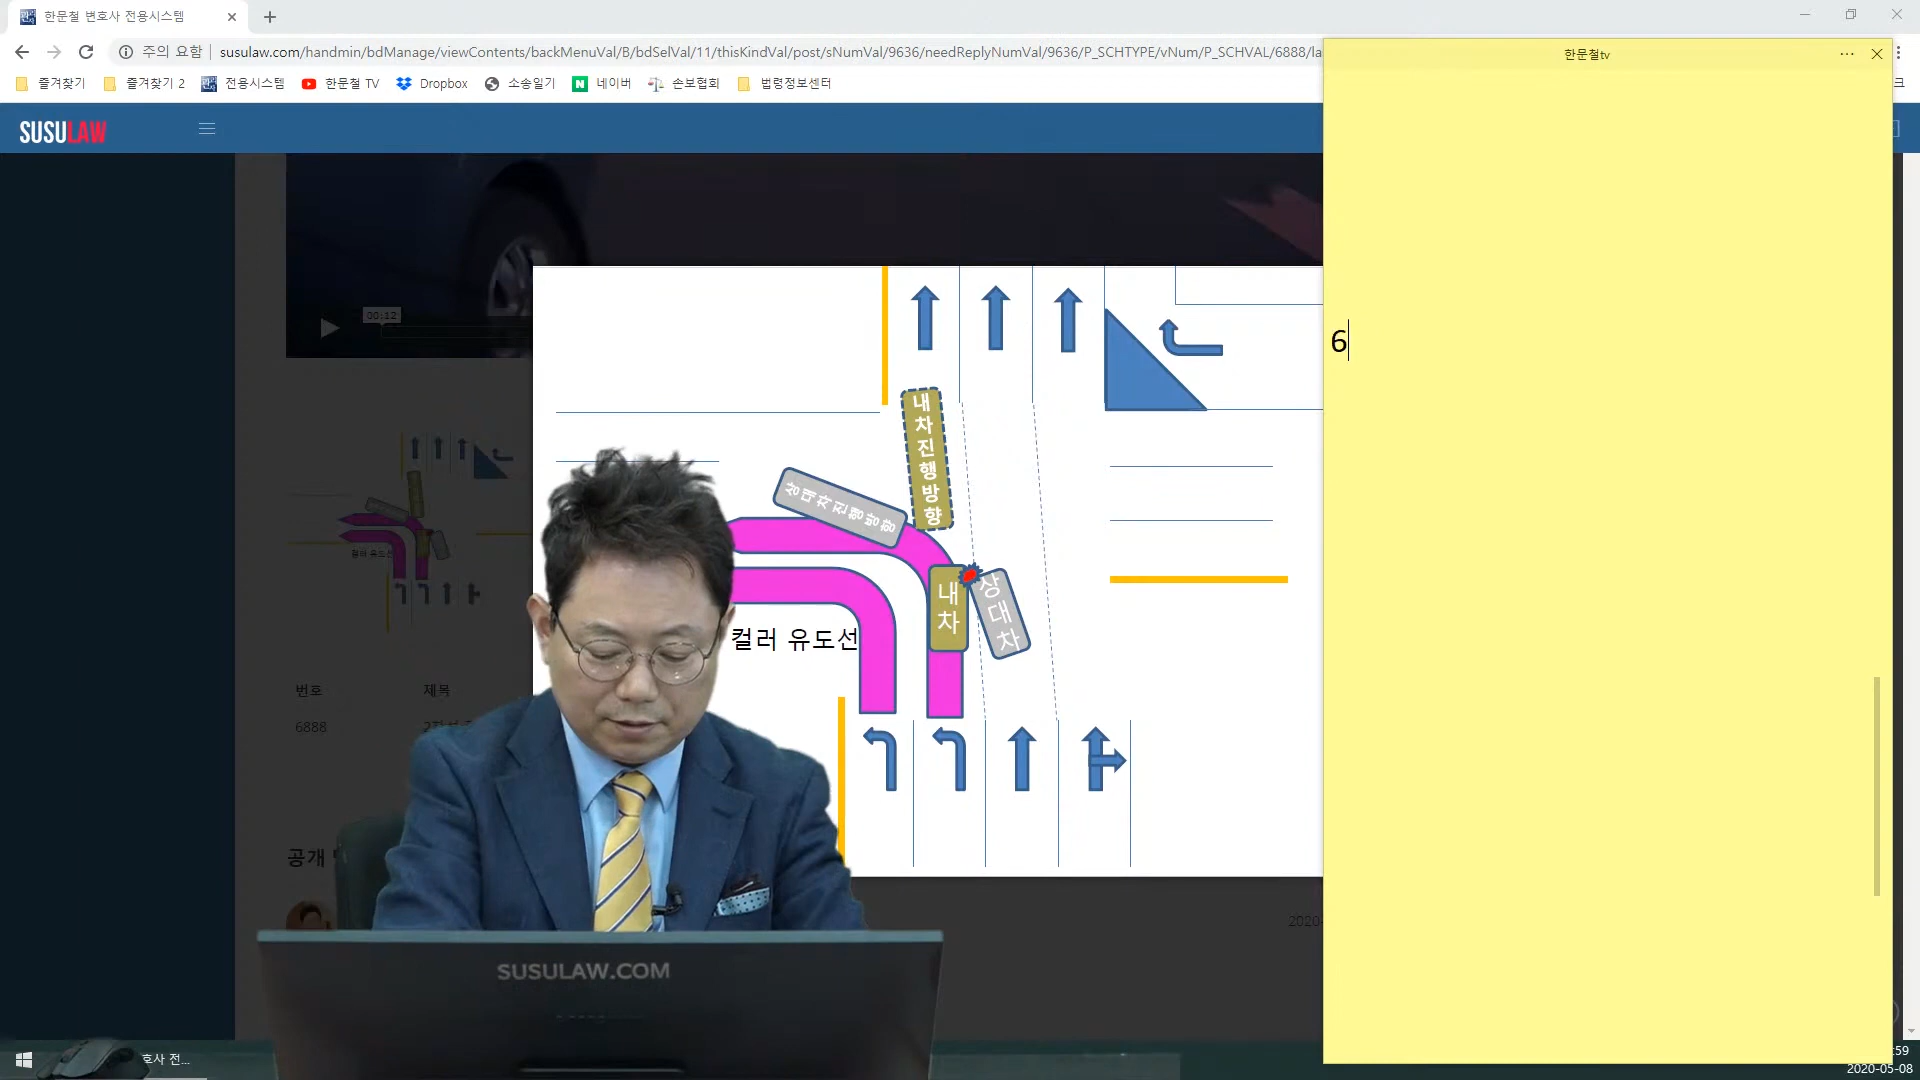 한문철 변호사 전용시스템
주의 요함
susulaw.com/handmin/bdManage/viewContents/backMenuVal/B/bdSelVal/11/thisKindVal/post/sNumVal/9636/needReplyNumVal/9636/P_SCHTYPE/vNum/P_SCHVAL/6888/la
한문철tv
즐겨찾기
즐겨찾기 2
전용시스템
한문철 TV
Dropbox
소송일기
네이버
손보협회
법령정보센터
크
SUSULAW
00:12
6
내차진행방향
상대차진행방향
내차
상대차
컬러 유도선
번호
제목
6888
공개
2020-
SUSULAW.COM
호사 전...
:59
2020-05-08